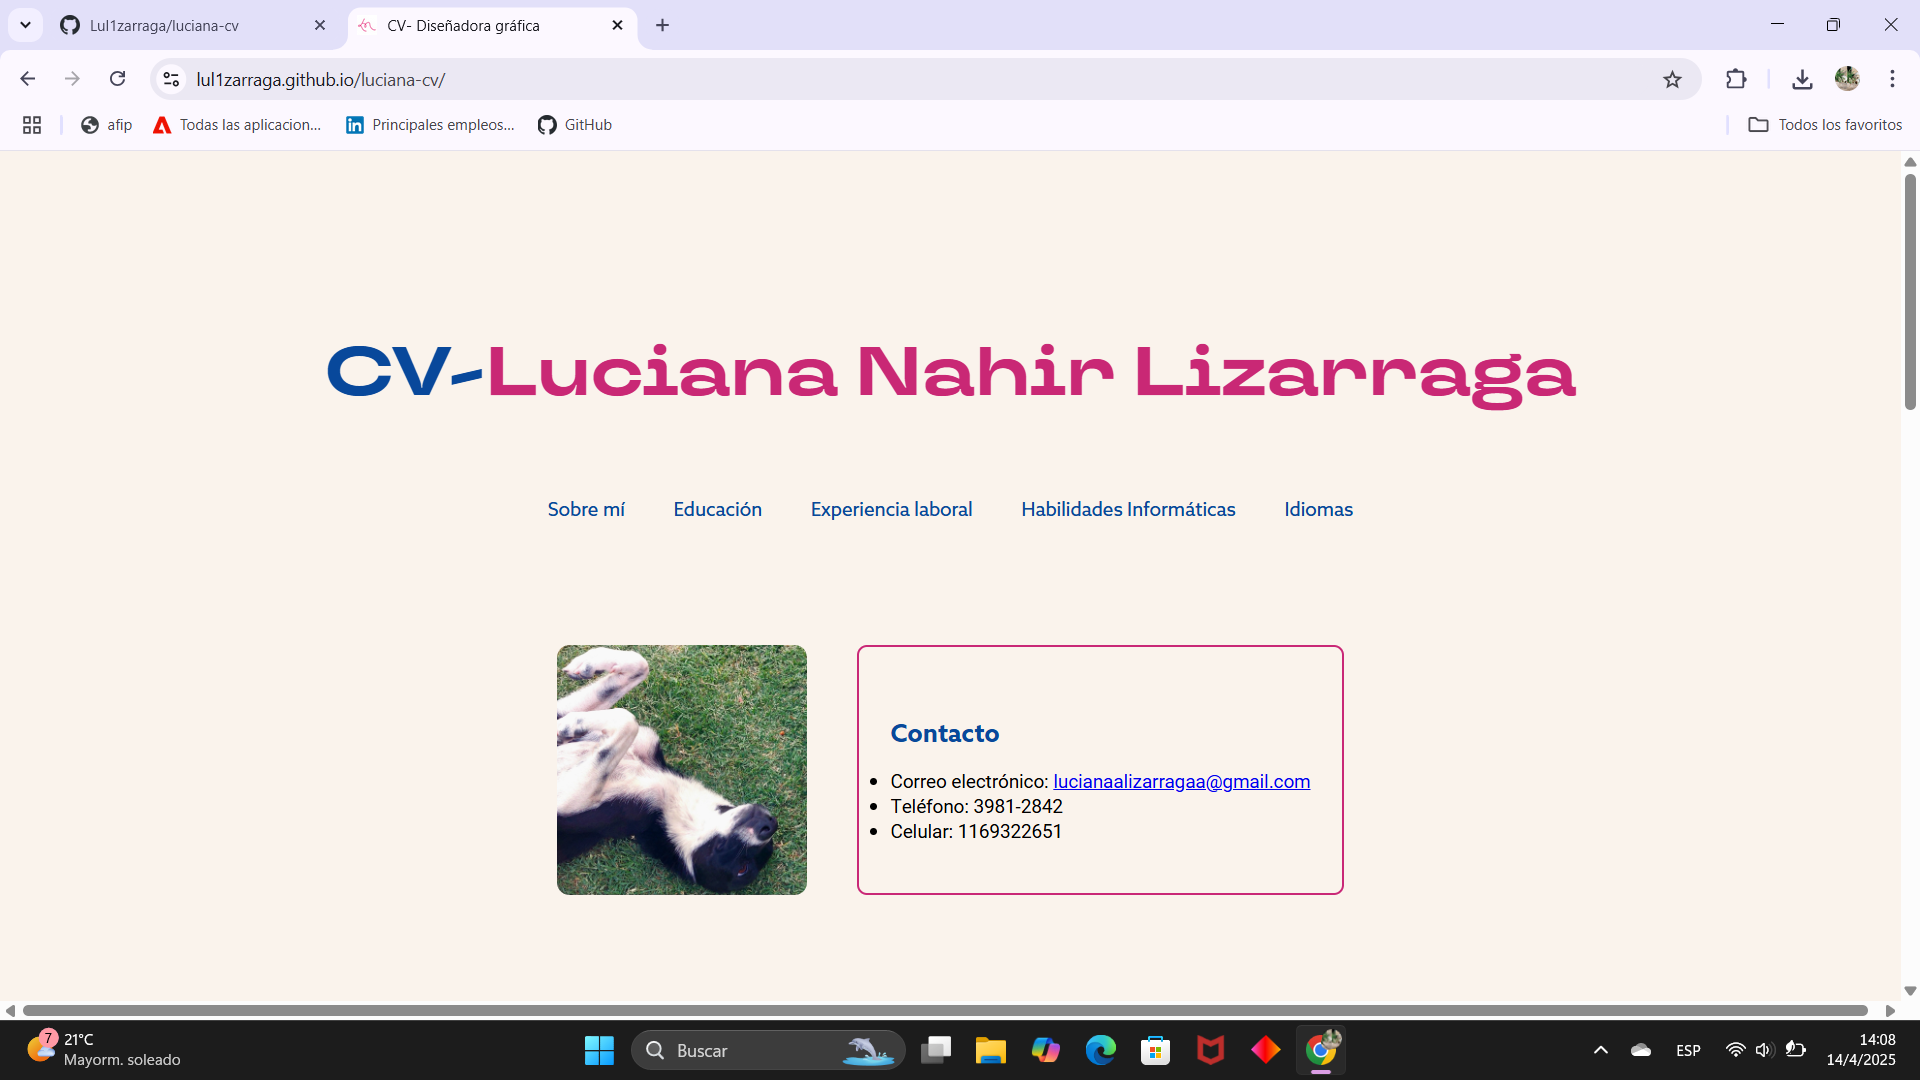 Lul1zarraga/luciana-cv
CV- Diseñadora gráfica
lul1zarraga.github.io/luciana-cv/
afip
Todas las aplicacion...
Principales empleos...
GitHub
Todos los favoritos
CV-Luciana Nahir Lizarraga
Sobre mí
Educación
Experiencia laboral
Habilidades Informáticas
Idiomas
Contacto
Correo electrónico: lucianaalizarragaa@gmail.com
Teléfono: 3981-2842
Celular: 1169322651
7
21°C
Mayorm. soleado
Buscar
ESP
14:08
14/4/2025